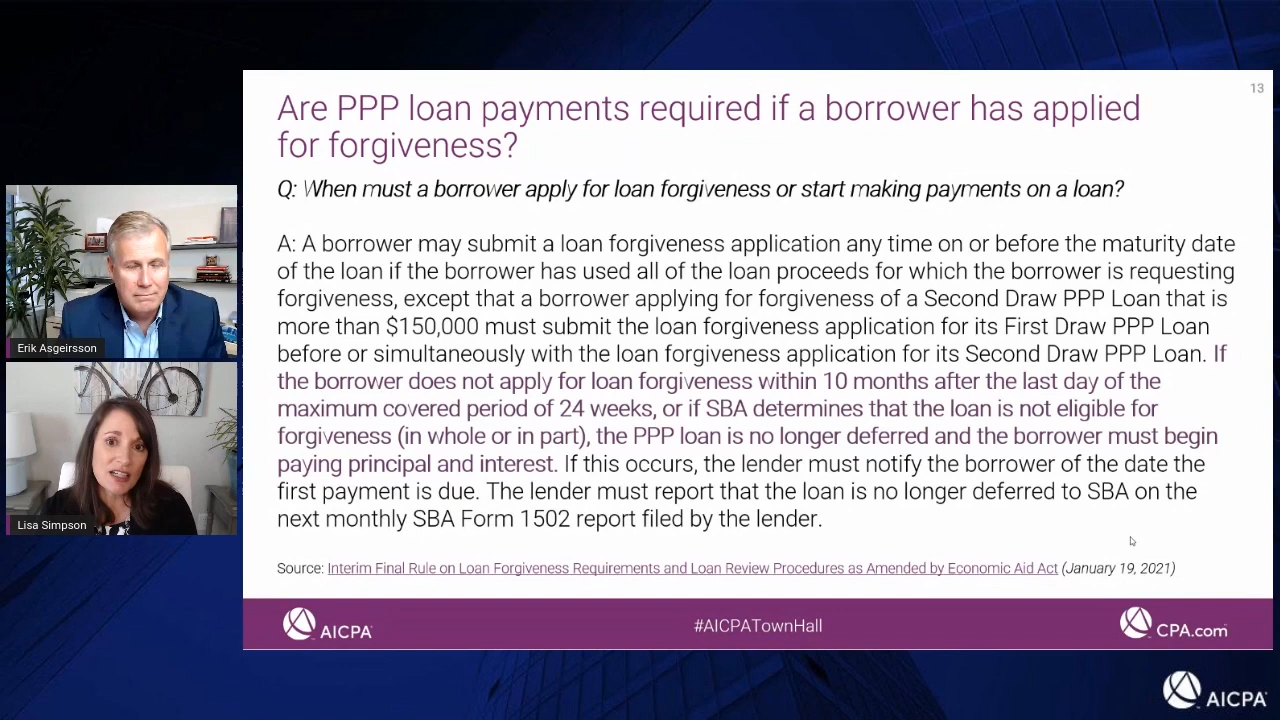 13
Are PPP loan payments required if a borrower has applied
for forgiveness?
Q: When must a borrower apply for loan forgiveness or start making payments on a loan?
A: A borrower may submit a loan forgiveness application any time on or before the maturity date
of the loan if the borrower has used all of the loan proceeds for which the borrower is requesting
forgiveness, except that a borrower applying for forgiveness of a Second Draw PPP Loan that is
more than $150,000 must submit the loan forgiveness application for its First Draw PPP Loan
before or simultaneously with the loan forgiveness application for its Second Draw PPP Loan. If
the borrower does not apply for loan forgiveness within 10 months after the last day of the
maximum covered period of 24 weeks, or if SBA determines that the loan is not eligible for
forgiveness (in whole or in part), the PPP loan is no longer deferred and the borrower must begin
paying principal and interest. If this occurs, the lender must notify the borrower of the date the
first payment is due. The lender must report that the loan is no longer deferred to SBA on the
next monthly SBA Form 1502 report filed by the lender.
Source: Interim Final Rule on Loan Forgiveness Requirements and Loan Review Procedures as Amended by Economic Aid Act (January 19, 2021)
AICPA
#AICPATownHall
CPA.com
Erik Asgeirsson
Lisa Simpson
AICPA